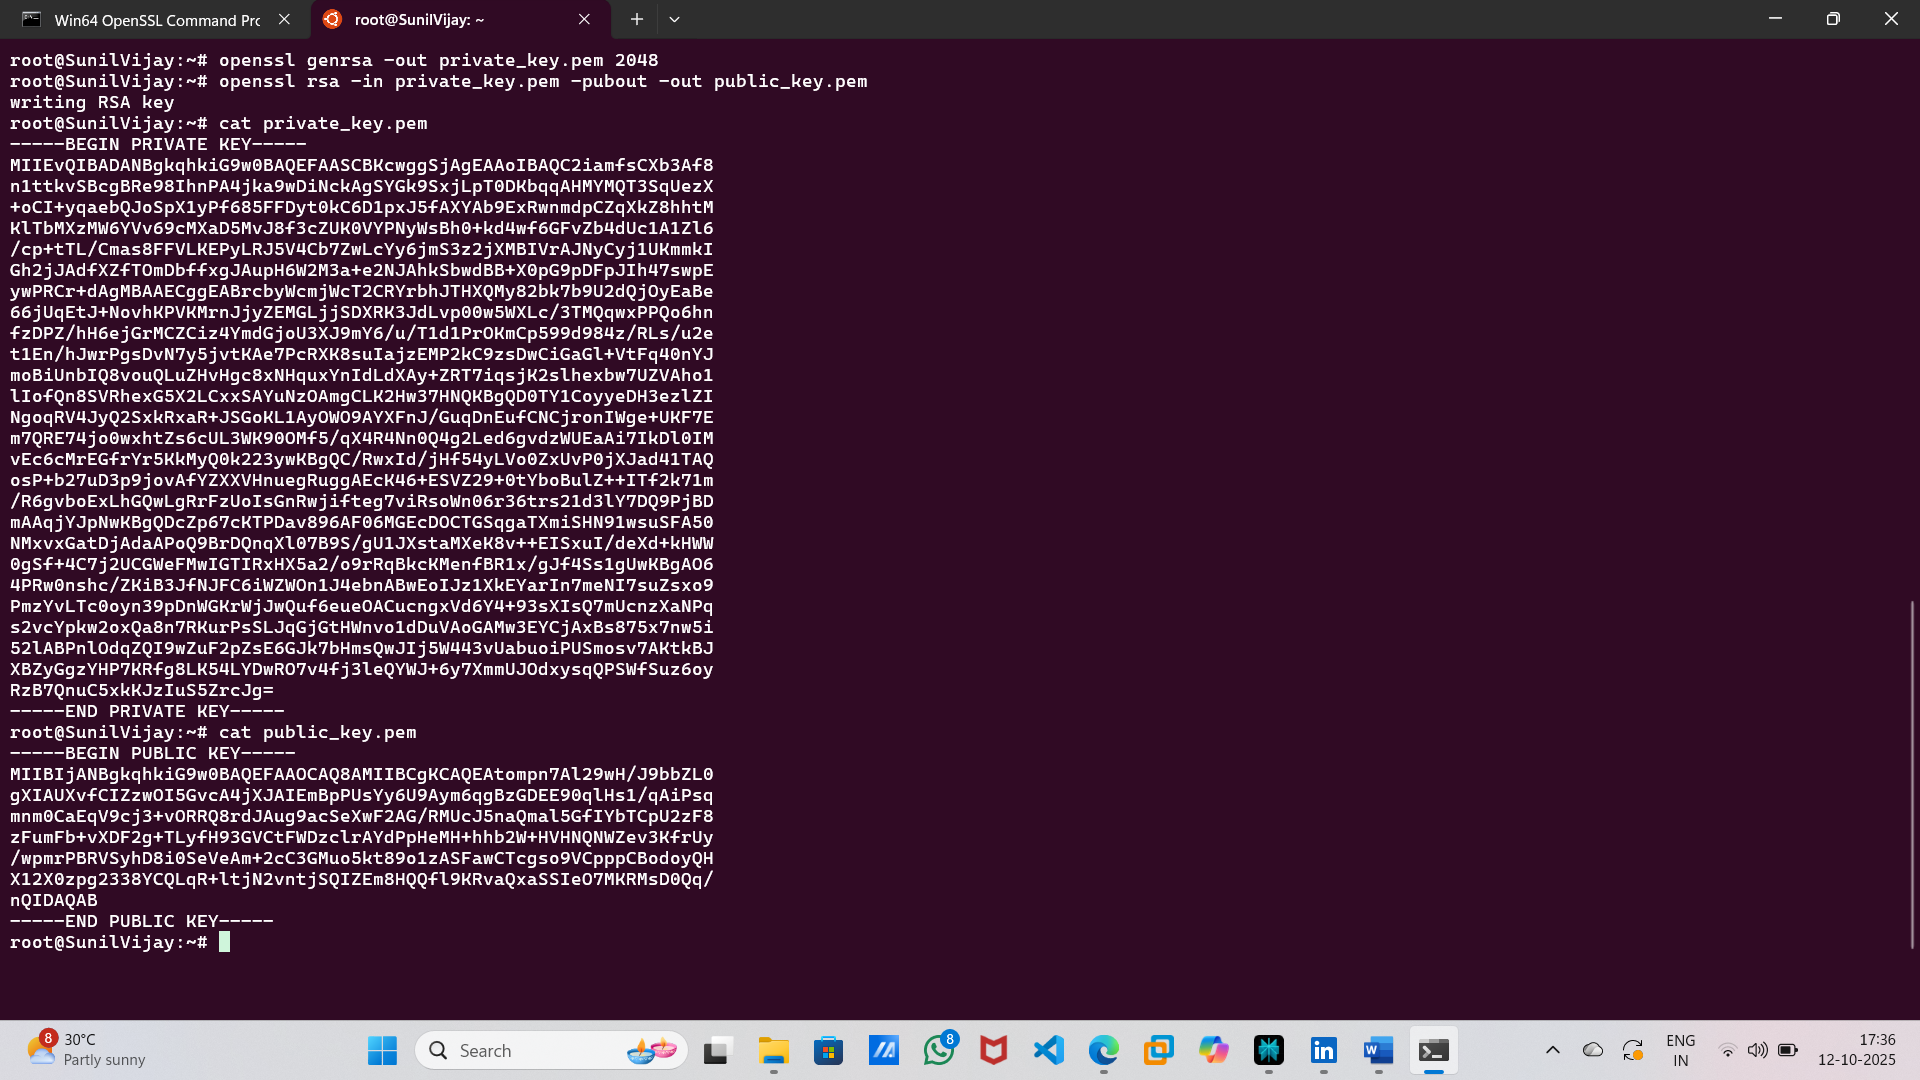 Win64 OpenSSL Command Pro
root@SunilVijay: ~
root@SunilVijay:~# openssl genrsa -out private_key.pem 2048
root@SunilVijay:~# openssl rsa -in private_key.pem -pubout -out public_key.pem
writing RSA key
root@SunilVijay:~# cat private_key.pem
-----BEGIN PRIVATE KEY-----
MIIEvQIBADANBgkqhkiG9w0BAQEFAASCBKcwggSjAgEAAoIBAQC2iamfsCXb3Af8
n1ttkvSBcgBRe98IhnPA4jka9wDiNckAgSYGk9SxjLpT0DKbqqAHMYMQT3SqUezX
+oCI+yqaebQJoSpX1yPf685FFDyt0kC6D1pxJ5fAXYAb9ExRwnmdpCZqXkZ8hhtM
KlTbMXzMW6YVv69cMXaD5MvJ8f3cZUK0VYPNyWsBh0+kd4wf6GFvZb4dUc1A1Zl6
/cp+tTL/Cmas8FFVLKEPyLRJ5V4Cb7ZwLcYy6jmS3z2jXMBIVrAJNyCyj1UKmmkI
Gh2jJAdfXZfTOmDbffxgJAupH6W2M3a+e2NJAhkSbwdBB+X0pG9pDFpJIh47swpE
ywPRCr+dAgMBAAECggEABrcbyWcmjWcT2CRYrbhJTHXQMy82bk7b9U2dQjOyEaBe
66jUqEtJ+NovhKPVKMrnJjyZEMGLjjSDXRK3JdLvp00w5WXLc/3TMQqwxPPQo6hn
fzDPZ/hH6ejGrMCZCiz4YmdGjoU3XJ9mY6/u/T1d1PrOKmCp599d984z/RLs/u2e
t1En/hJwrPgsDvN7y5jvtKAe7PcRXK8suIajzEMP2kC9zsDwCiGaGl+VtFq40nYJ
moBiUnbIQ8vouQLuZHvHgc8xNHquxYnIdLdXAy+ZRT7iqsjK2slhexbw7UZVAho1
lIofQn8SVRhexG5X2LCxxSAYuNzOAmgCLK2Hw37HNQKBgQD0TY1CoyyeDH3ezlZI
NgoqRV4JyQ2SxkRxaR+JSGoKL1AyOWO9AYXFnJ/GuqDnEufCNCjronIWge+UKF7E
m7QRE74jo0wxhtZs6cUL3WK90OMf5/qX4R4Nn0Q4g2Led6gvdzWUEaAi7IkDl0IM
vEc6cMrEGfrYr5KkMyQ0k223ywKBgQC/RwxId/jHf54yLVo0ZxUvP0jXJad41TAQ
osP+b27uD3p9jovAfYZXXVHnuegRuggAEcK46+ESVZ29+0tYboBulZ++ITf2k71m
/R6gvboExLhGQwLgRrFzUoIsGnRwjifteg7viRsoWn06r36trs21d3lY7DQ9PjBD
mAAqjYJpNwKBgQDcZp67cKTPDav896AF06MGEcDOCTGSqgaTXmiSHN91wsuSFA50
NMxvxGatDjAdaAPoQ9BrDQnqXl07B9S/gU1JXstaMXeK8v++EISxuI/deXd+kHWW
0gSf+4C7j2UCGWeFMwIGTIRxHX5a2/o9rRqBkcKMenfBR1x/gJf4Ss1gUwKBgAO6
4PRw0nshc/ZKiB3JfNJFC6iWZWOn1J4ebnABwEoIJz1XkEYarIn7meNI7suZsxo9
PmzYvLTc0oyn39pDnWGKrWjJwQuf6eueOACucngxVd6Y4+93sXIsQ7mUcnzXaNPq
s2vcYpkw2oxQa8n7RKurPsSLJqGjGtHWnvo1dDuVAoGAMw3EYCjAxBs875x7nw5i
52lABPnlOdqZQI9wZuF2pZsE6GJk7bHmsQwJIj5W443vUabuoiPUSmosv7AKtkBJ
XBZyGgzYHP7KRfg8LK54LYDwRO7v4fj3leQYWJ+6y7XmmUJOdxysqQPSWfSuz6oy
RzB7QnuC5xkKJzIuS5ZrcJg=
-----END PRIVATE KEY-----
root@SunilVijay:~# cat public_key.pem
-----BEGIN PUBLIC KEY-----
MIIBIjANBgkqhkiG9w0BAQEFAAOCAQ8AMIIBCgKCAQEAtompn7Al29wH/J9bbZL0
gXIAUXvfCIZzwOI5GvcA4jXJAIEmBpPUsYy6U9Aym6qgBzGDEE90qlHs1/qAiPsq
mnm0CaEqV9cj3+vORRQ8rdJAug9acSeXwF2AG/RMUcJ5naQmal5GfIYbTCpU2zF8
zFumFb+vXDF2g+TLyfH93GVCtFWDzclrAYdPpHeMH+hhb2W+HVHNQNWZev3KfrUy
/wpmrPBRVSyhD8i0SeVeAm+2cC3GMuo5kt89o1zASFawCTcgso9VCpppCBodoyQH
X12X0zpg2338YCQLqR+ltjN2vntjSQIZEm8HQQfl9KRvaQxaSSIeO7MKRMsD0Qq/
nQIDAQAB
-----END PUBLIC KEY-----
root@SunilVijay:~#
8
30°C
Partly sunny
Search
8
ENG
IN
17:36
12-10-2025